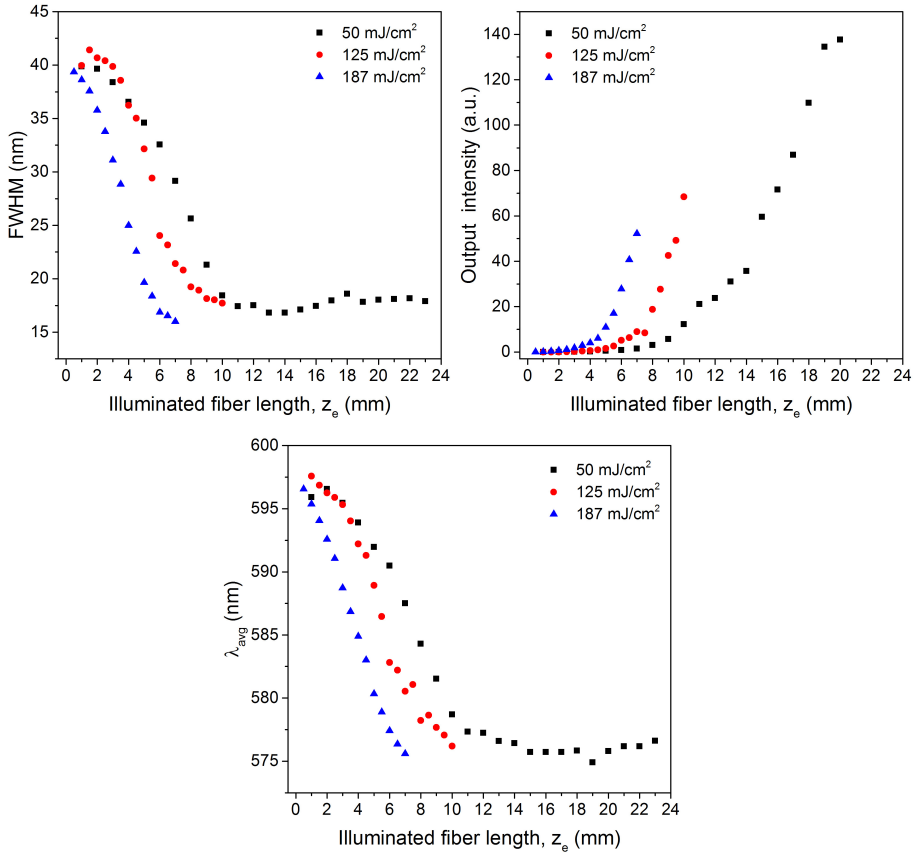 45
40
35
30
25
20
15
FWHM (nm)
50 mJ/cm²
125 mJ/cm²
187 mJ/cm²
0 2 4 6 8 10 12 14 16 18 20 22 24
Illuminated fiber length, zₑ (mm)
140
120
100
80
60
40
20
0
Output intensity (a.u.)
50 mJ/cm²
125 mJ/cm²
187 mJ/cm²
0 2 4 6 8 10 12 14 16 18 20 22 24
Illuminated fiber length, zₑ (mm)
600
595
590
585
580
575
λavg (nm)
50 mJ/cm²
125 mJ/cm²
187 mJ/cm²
0 2 4 6 8 10 12 14 16 18 20 22 24
Illuminated fiber length, zₑ (mm)